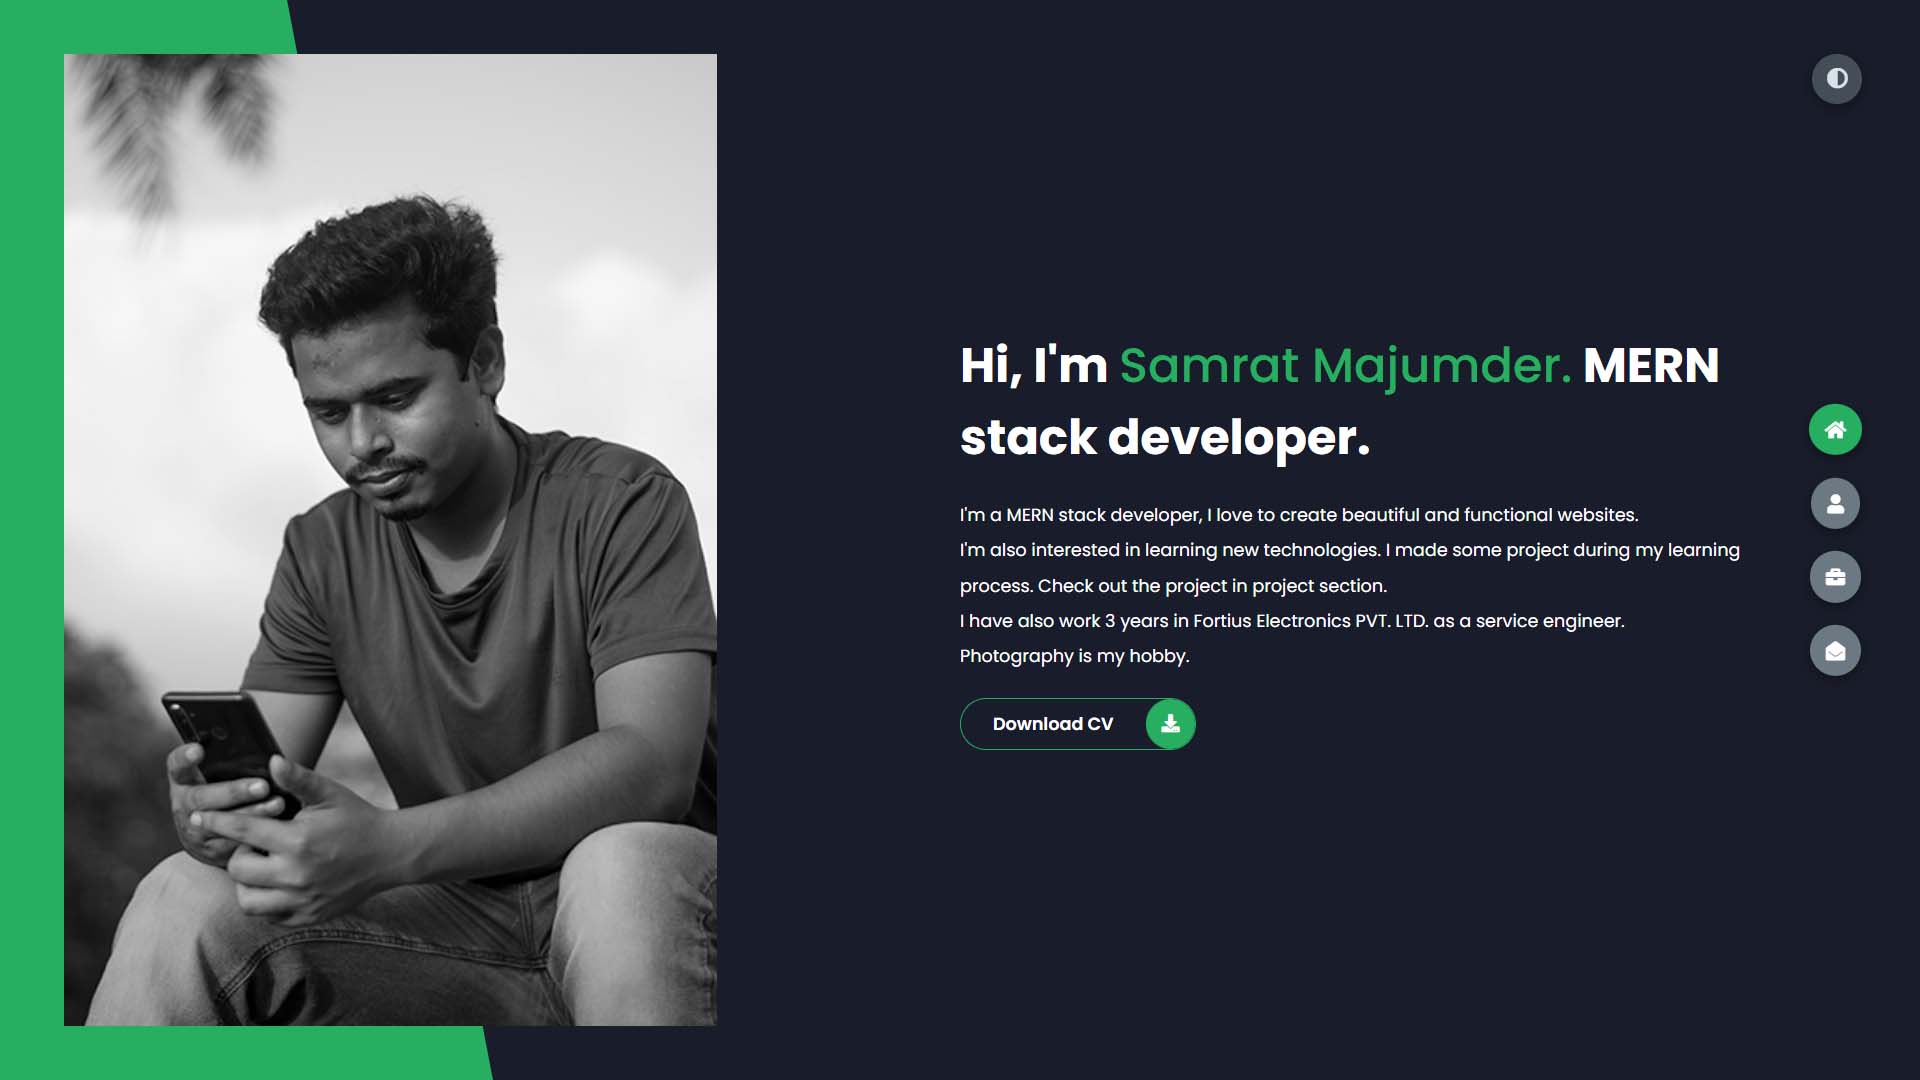 Hi, I'm Samrat Majumder. MERN
stack developer.
I'm a MERN stack developer, I love to create beautiful and functional websites.
I'm also interested in learning new technologies. I made some project during my learning
process. Check out the project in project section.
I have also work 3 years in Fortius Electronics PVT. LTD. as a service engineer.
Photography is my hobby.
Download CV